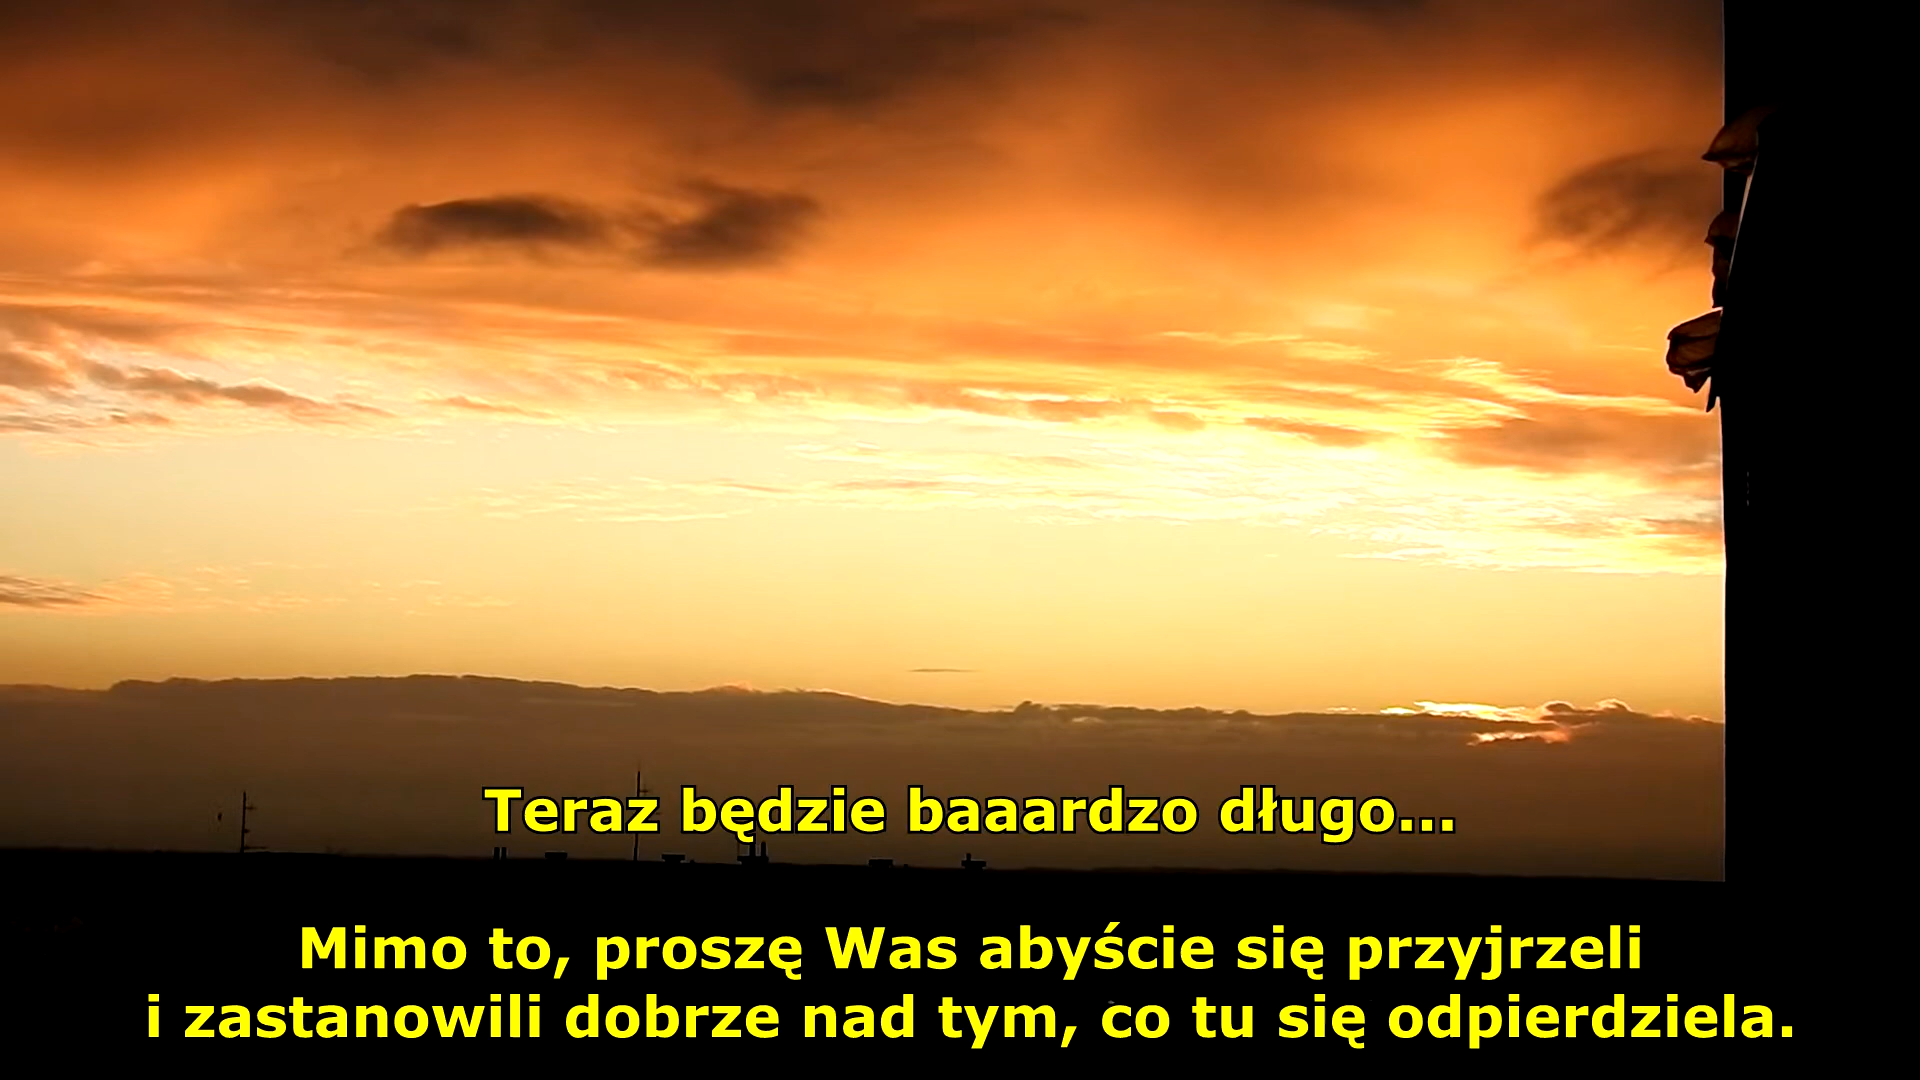 Teraz będzie baaardzo długo...
Mimo to, proszę Was abyście się przyjrzeli
i zastanowili dobrze nad tym, co tu się odpierdziela.